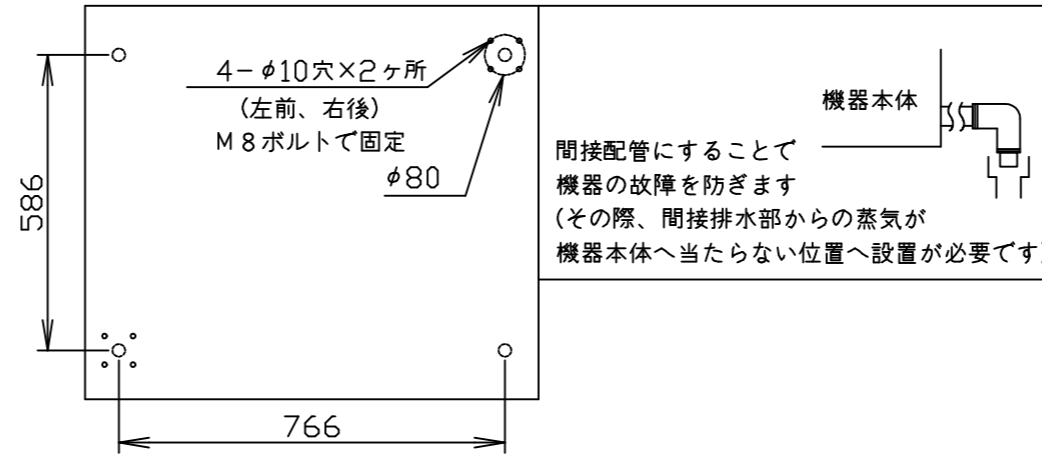 4-φ10穴×2ヶ所
(左前、右後)
M8ボルトで固定
φ80
586
766
機器本体
間接配管にすることで
機器の故障を防ぎます
(その際、間接排水部からの蒸気が
機器本体へ当たらない位置へ設置が必要です)